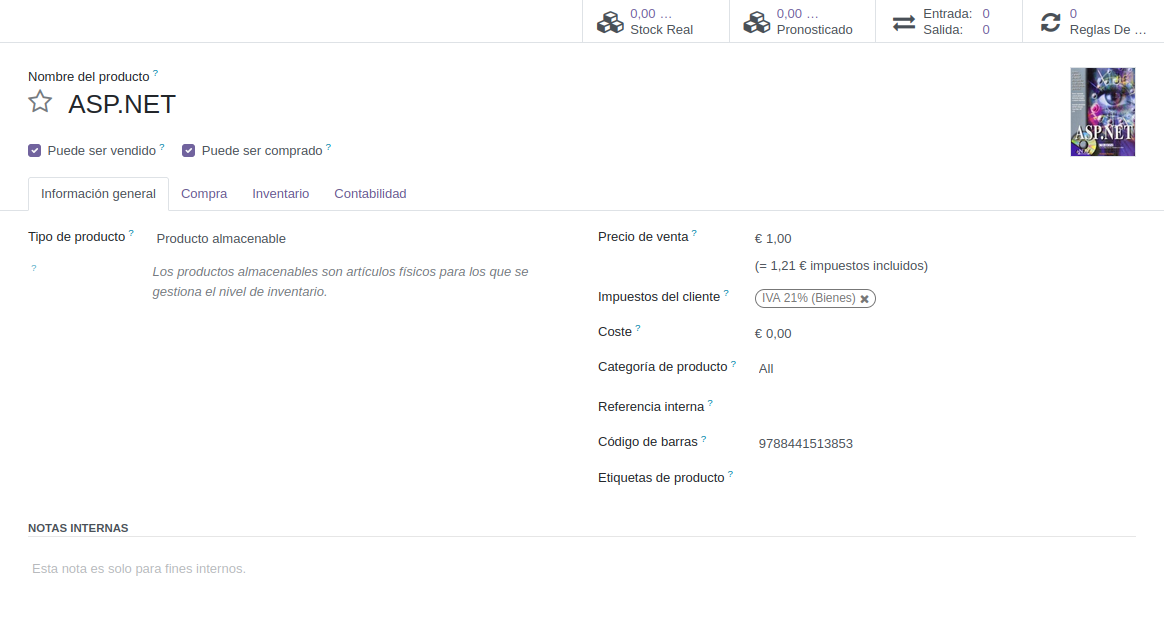 0,00 ...
Stock Real
0,00 ...
Pronosticado
Entrada: 0
Salida: 0
0
Reglas De ...
Nombre del producto ?
ASP.NET
ASP.NET
Puede ser vendido ? Puede ser comprado ?
Información general Compra Inventario Contabilidad
Tipo de producto ? Producto almacenable
? Los productos almacenables son artículos físicos para los que se
gestiona el nivel de inventario.
Precio de venta ? € 1,00
(= 1,21 € impuestos incluidos)
Impuestos del cliente ? IVA 21% (Bienes) ✖
Coste ? € 0,00
Categoría de producto ? All
Referencia interna ?
Código de barras ? 9788441513853
Etiquetas de producto ?
NOTAS INTERNAS
Esta nota es solo para fines internos.